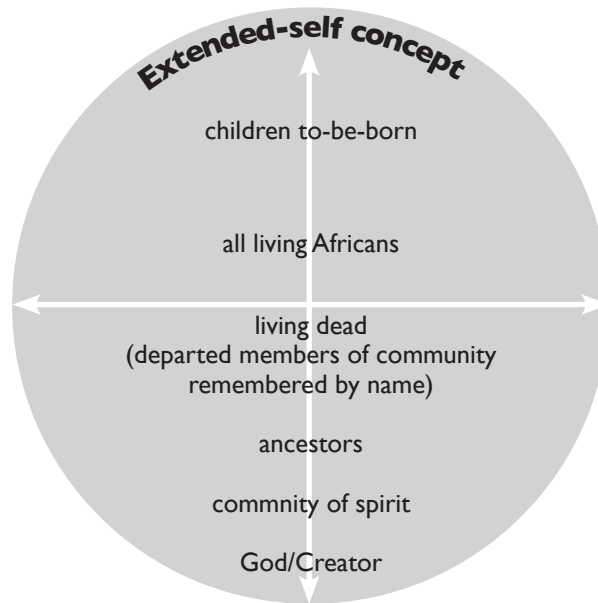 Extended-self concept
children to-be-born
all living Africans
living dead
(departed members of community
remembered by name)
ancestors
commnity of spirit
God/Creator